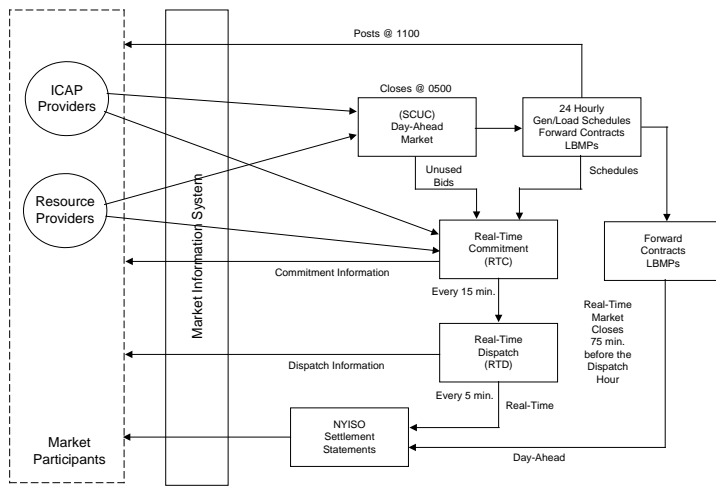 Posts @ 1100
ICAP
Providers
Closes @ 0500
(SCUC)
Day-Ahead
Market
24 Hourly
Gen/Load Schedules
Forward Contracts
LBMPs
Unused
Bids
Schedules
Resource
Providers
Market Information System
Real-Time
Commitment
(RTC)
Forward
Contracts
LBMPs
Commitment Information
Every 15 min.
Real-Time
Market
Closes
75 min.
before the
Dispatch
Hour
Real-Time
Dispatch
(RTD)
Dispatch Information
Every 5 min.
Real-Time
NYISO
Settlement
Statements
Market
Participants
Day-Ahead